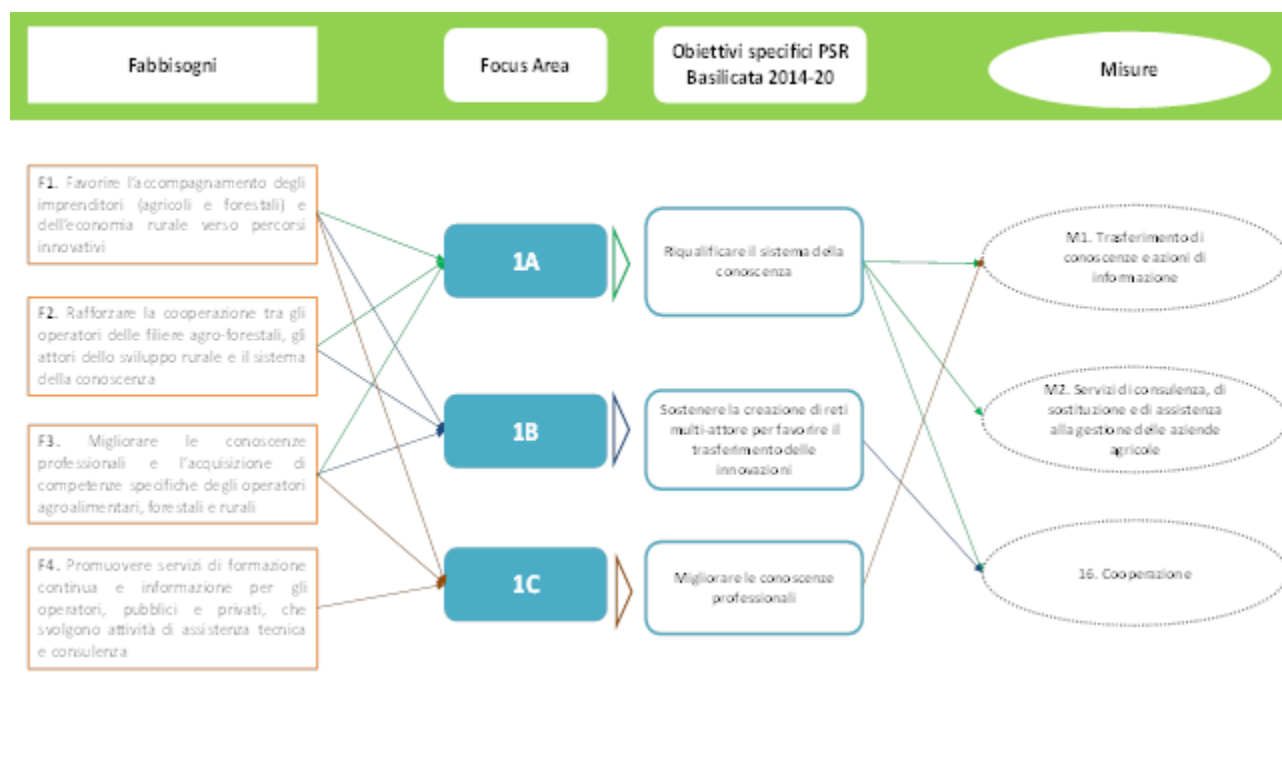 Fabbisogni
Focus Area
Obiettivi specifici PSR
Basilicata 2014-20
Misure
F1. Favorire l'accompagnamento degli
imprenditori (agricoli e forestali) e
dell'economia rurale verso percorsi
innovativi
F2. Rafforzare la cooperazione tra gli
operatori delle filiere agro-forestali, gli
attori dello sviluppo rurale e il sistema
della conoscenza
F3. Migliorare le conoscenze
professionali e l'acquisizione di
competenze specifiche degli operatori
agroalimentari, forestali e rurali
F4. Promuovere servizi di formazione
continua e informazione per gli
operatori, pubblici e privati, che
svolgono attività di assistenza tecnica
e consulenza
1A
1B
1C
Riqualificare il sistema della
conoscenza
Sostenere la creazione di reti
multi-attore per favorire il
trasferimento delle
innovazioni
Migliorare le conoscenze
professionali
M1. Trasferimento di
conoscenze e azioni di
informazione
M2. Servizi di consulenza, di
sostituzione e di assistenza
alla gestione delle aziende
agricole
16. Cooperazione